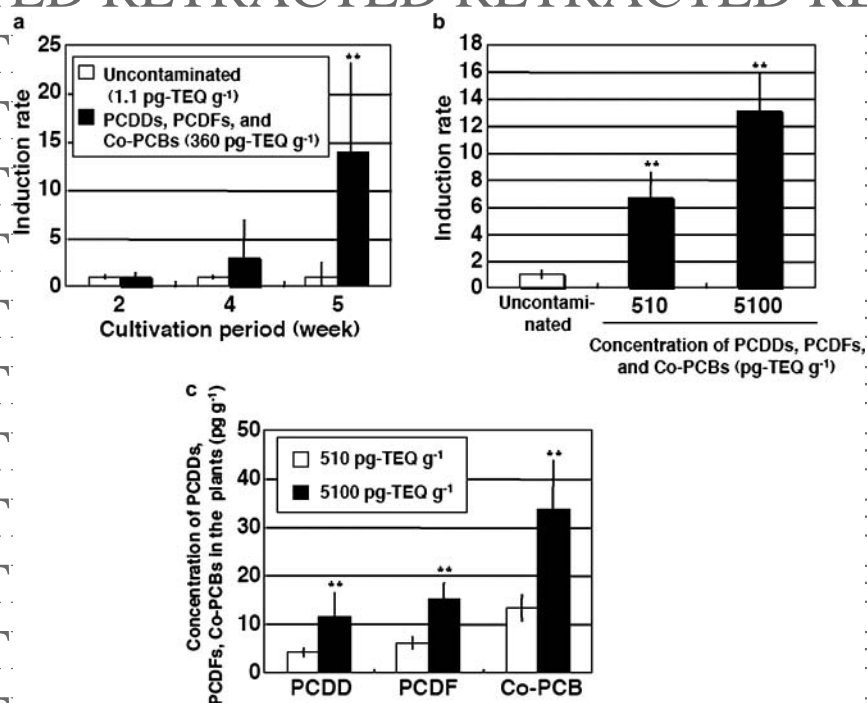 RETRACTED RETRACTED
a
25
20
15
10
5
0
Induction rate
Uncontaminated
(1.1 pg-TEQ g-1)
PCDDs, PCDFs, and
Co-PCBs (360 pg-TEQ g-1)
**
2 4 5
Cultivation period (week)
b
18
16
14
12
10
8
6
4
2
0
Induction rate
**
**
Uncontami-
nated
510 5100
Concentration of PCDDs, PCDFs,
and Co-PCBs (pg-TEQ g-1)
c
50
40
30
20
10
0
Concentration of PCDDs,
PCDFs, Co-PCBs in the plants (pg g-1)
510 pg-TEQ g-1
5100 pg-TEQ g-1
**
**
**
PCDD PCDF Co-PCB